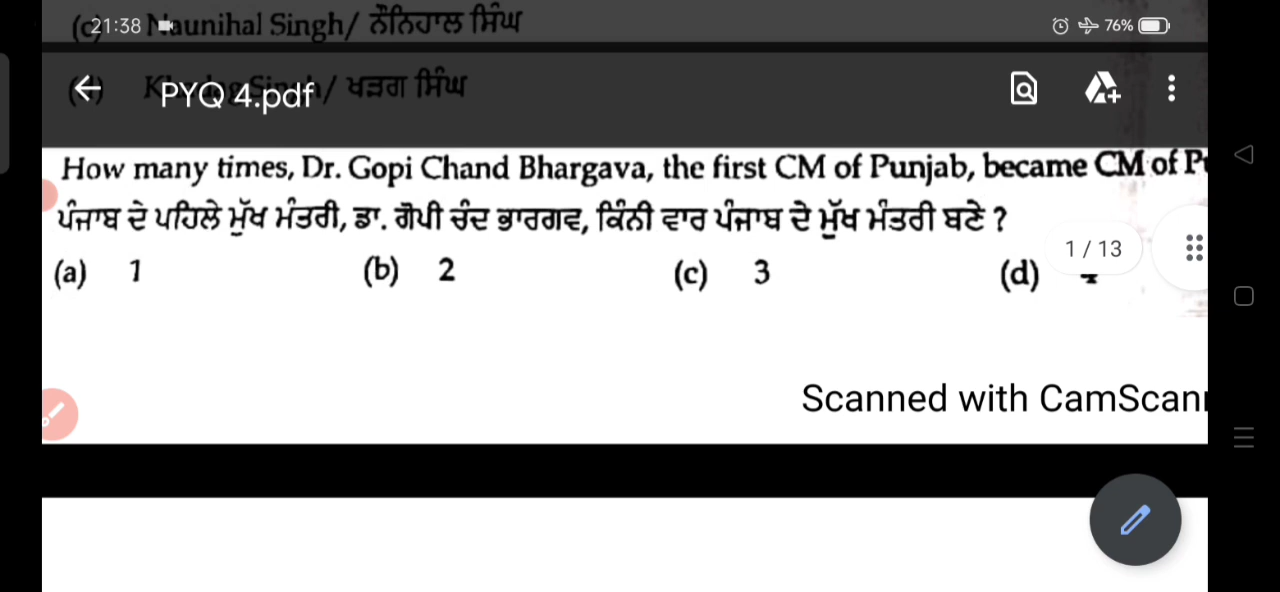 (c) Naunihal Singh/ ਨੌਨਿਹਾਲ ਸਿੰਘ
21:38
76%
ਖੜਗ ਸਿੰਘ
PYQ 4.pdf
How many times, Dr. Gopi Chand Bhargava, the first CM of Punjab, became CM of P
ਪੰਜਾਬ ਦੇ ਪਹਿਲੇ ਮੁੱਖ ਮੰਤਰੀ, ਡਾ. ਗੋਪੀ ਚੰਦ ਭਾਰਗਵ, ਕਿੰਨੀ ਵਾਰ ਪੰਜਾਬ ਦੇ ਮੁੱਖ ਮੰਤਰੀ ਬਣੇ ?
1 / 13
(a) 1 (b) 2 (c) 3 (d)
Scanned with CamScan